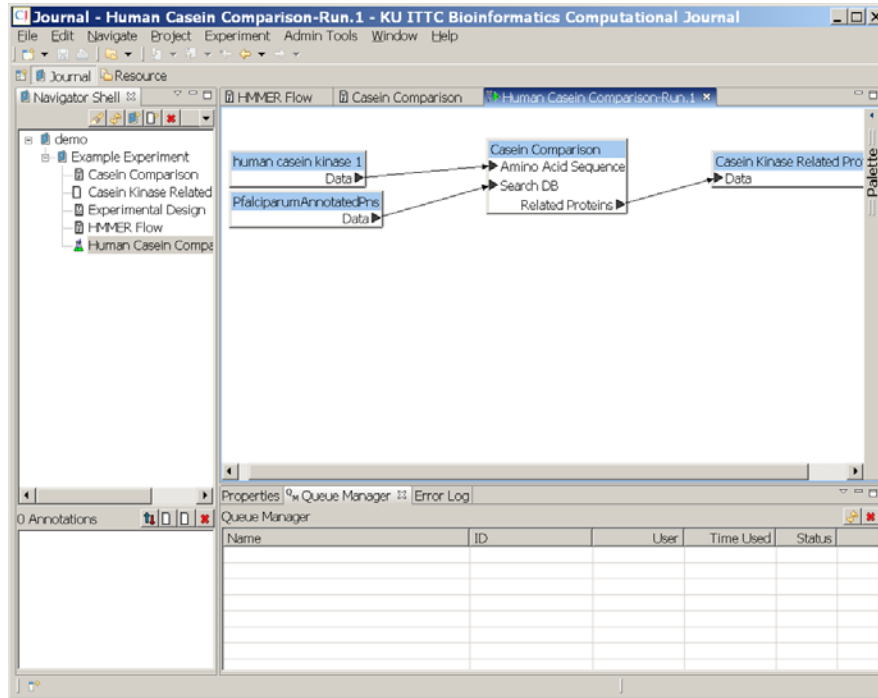 CJ Journal - Human Casein Comparison-Run.1 - KU ITTC Bioinformatics Computational Journal
File Edit Navigate Project Experiment Admin Tools Window Help
Journal Resource
Navigator Shell
HMMER Flow Casein Comparison Human Casein Comparison-Run.1
demo
Example Experiment
Casein Comparison
Casein Kinase Related
Experimental Design
HMMER Flow
Human Casein Compa
human casein kinase 1
Data
PfalciparumAnnotatedPns
Data
Casein Comparison
Amino Acid Sequence
Search DB
Related Proteins
Casein Kinase Related Pro
Data
Palette
Properties Queue Manager Error Log
0 Annotations
Queue Manager
Name ID User Time Used Status